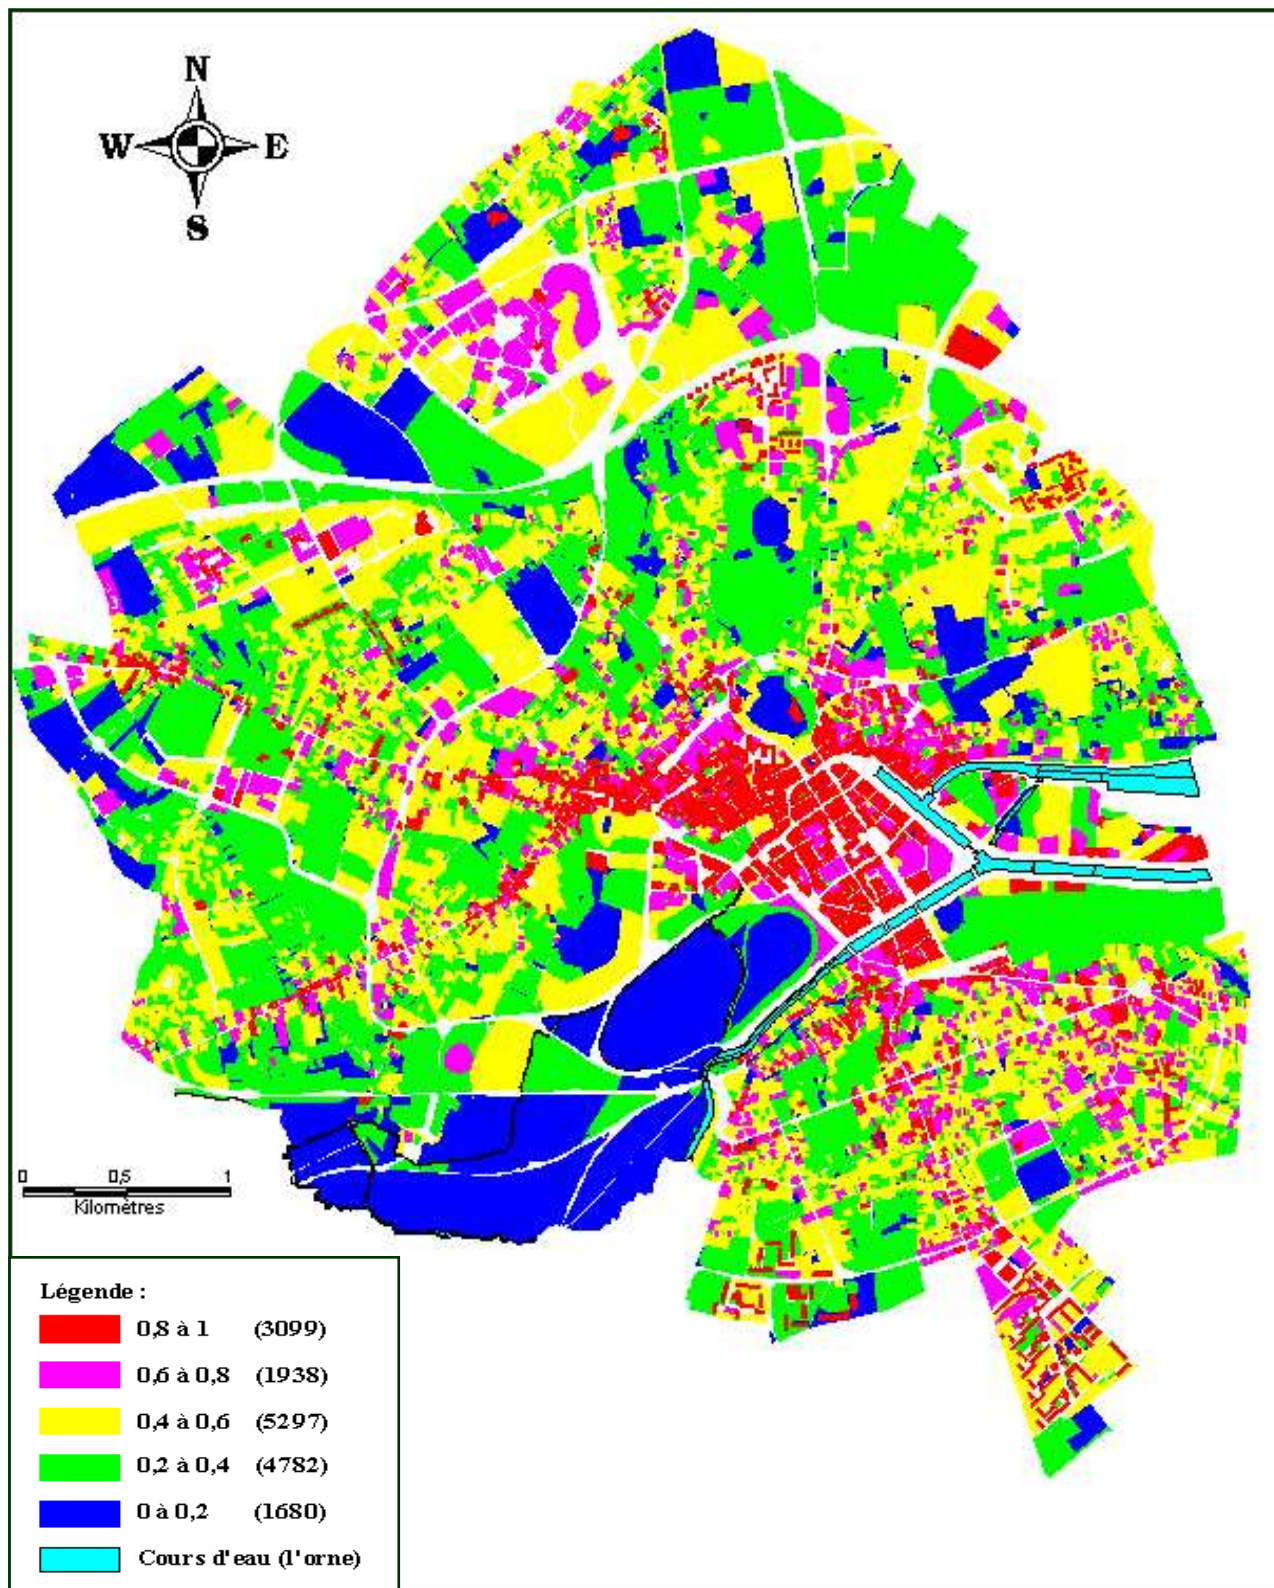 N
W E
S
0 0,5 1
Kilomètres
Légende :
0,8 à 1 (3099)
0,6 à 0,8 (1938)
0,4 à 0,6 (5297)
0,2 à 0,4 (4782)
0 à 0,2 (1680)
Cours d'eau (l'orne)